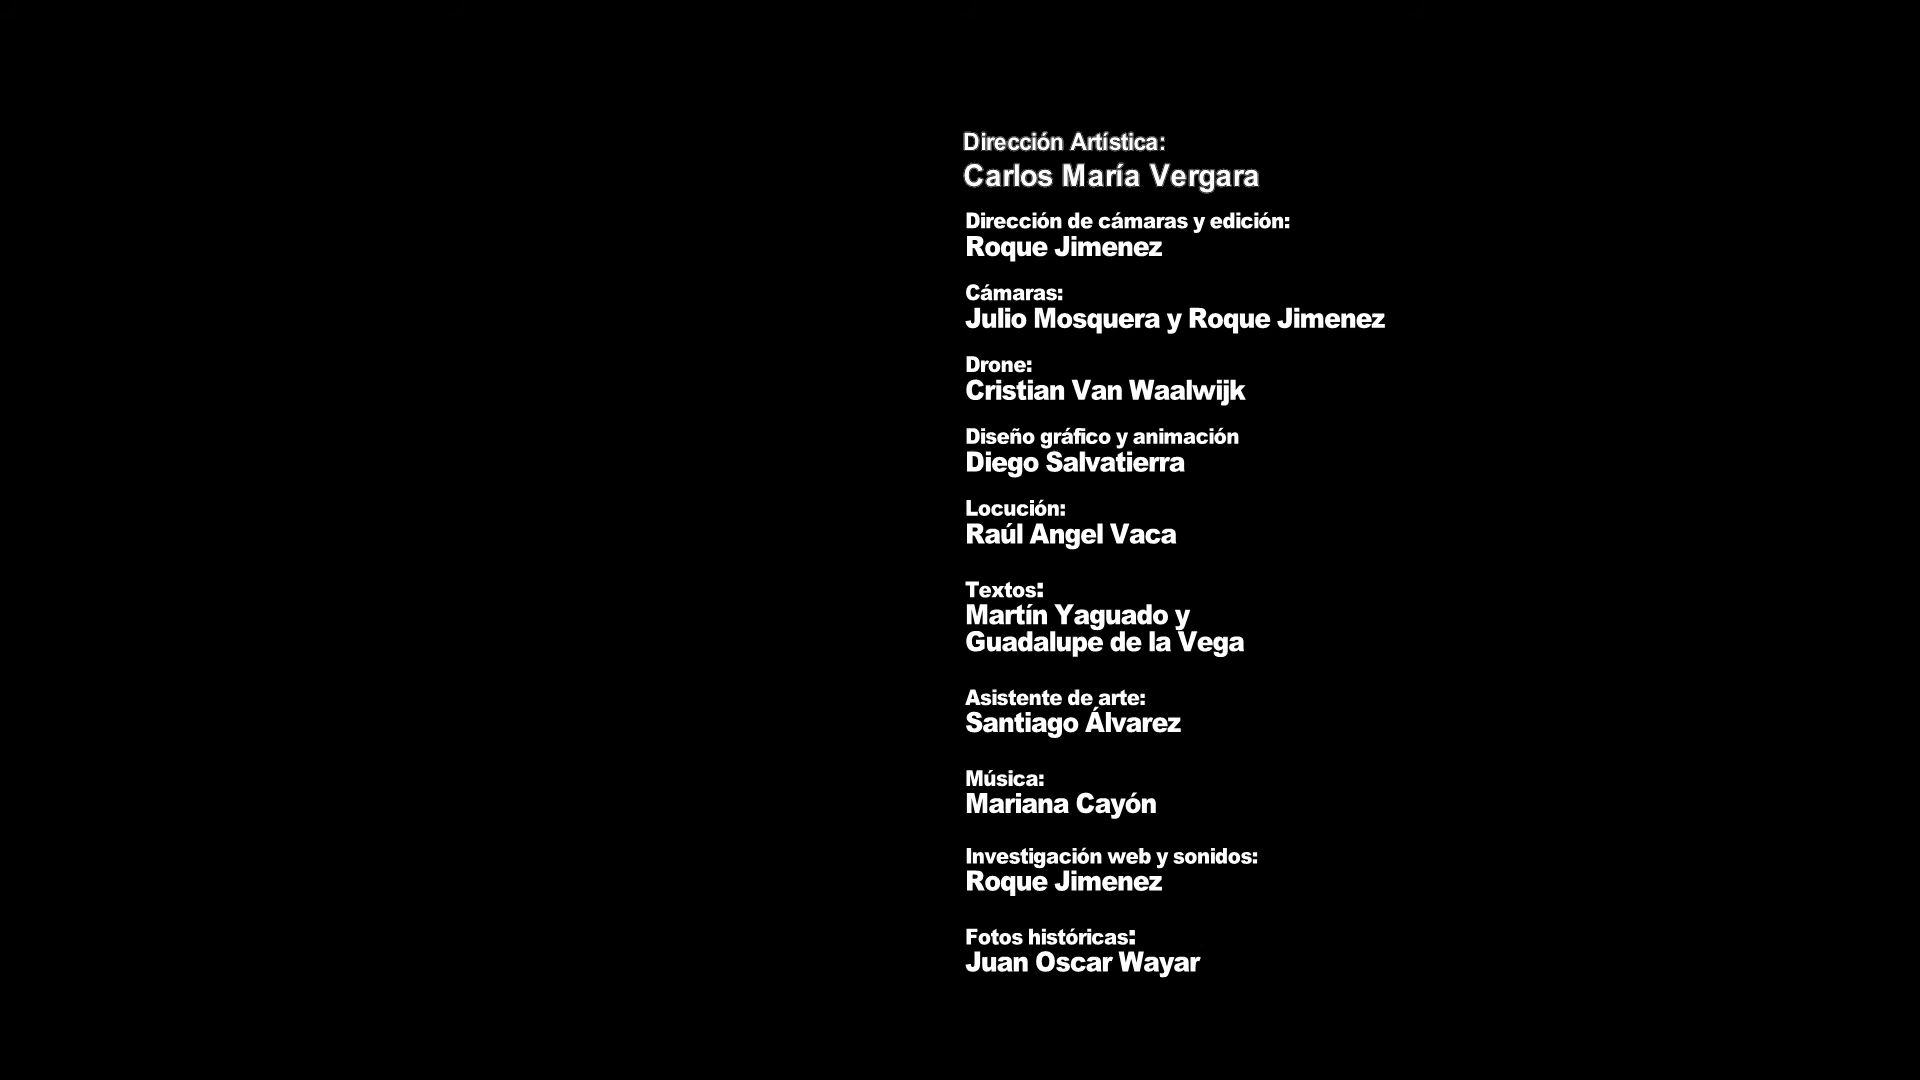 Dirección Artística:
Carlos María Vergara
Dirección de cámaras y edición:
Roque Jimenez
Cámaras:
Julio Mosquera y Roque Jimenez
Drone:
Cristian Van Waalwijk
Diseño gráfico y animación
Diego Salvatierra
Locución:
Raúl Angel Vaca
Textos:
Martín Yaguado y
Guadalupe de la Vega
Asistente de arte:
Santiago Álvarez
Música:
Mariana Cayón
Investigación web y sonidos:
Roque Jimenez
Fotos históricas:
Juan Oscar Wayar